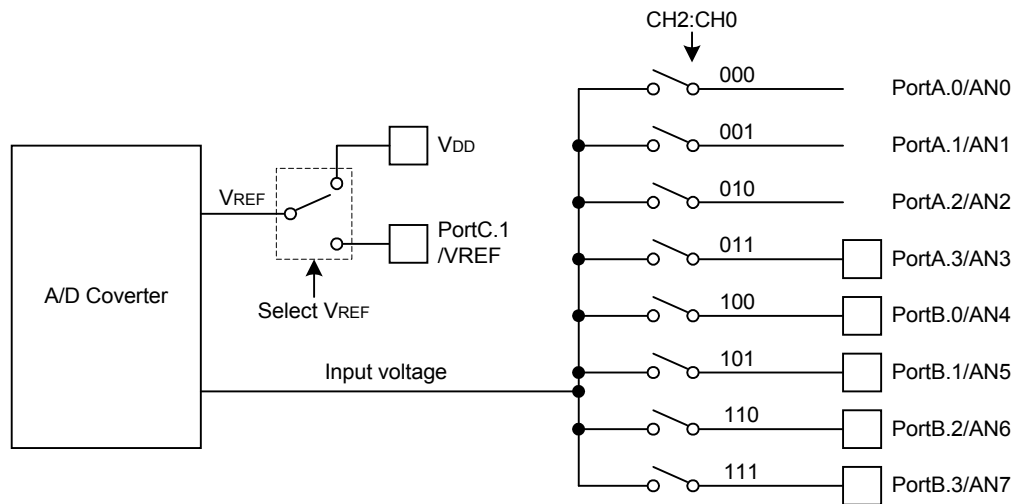 CH2:CH0
000
PortA.0/AN0
001
PortA.1/AN1
010
PortA.2/AN2
011
PortA.3/AN3
100
PortB.0/AN4
101
PortB.1/AN5
110
PortB.2/AN6
111
PortB.3/AN7
VDD
VREF
PortC.1
/VREF
Select VREF
A/D Coverter
Input voltage